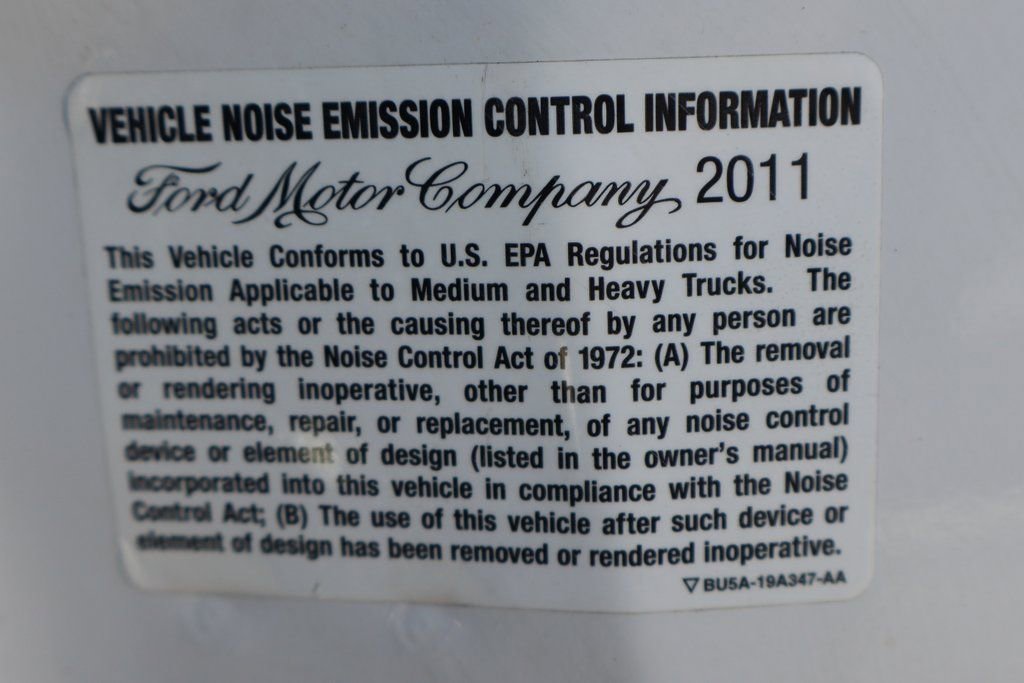 VEHICLE NOISE EMISSION CONTROL INFORMATION
Ford Motor Company 2011
This Vehicle Conforms to U.S. EPA Regulations for Noise
Emission Applicable to Medium and Heavy Trucks. The
following acts or the causing thereof by any person are
prohibited by the Noise Control Act of 1972: (A) The removal
or rendering inoperative, other than for purposes of
maintenance, repair, or replacement, of any noise control
device or element of design (listed in the owner's manual)
incorporated into this vehicle in compliance with the Noise
Control Act; (B) The use of this vehicle after such device or
element of design has been removed or rendered inoperative.
▽ BU5A-19A347-AA